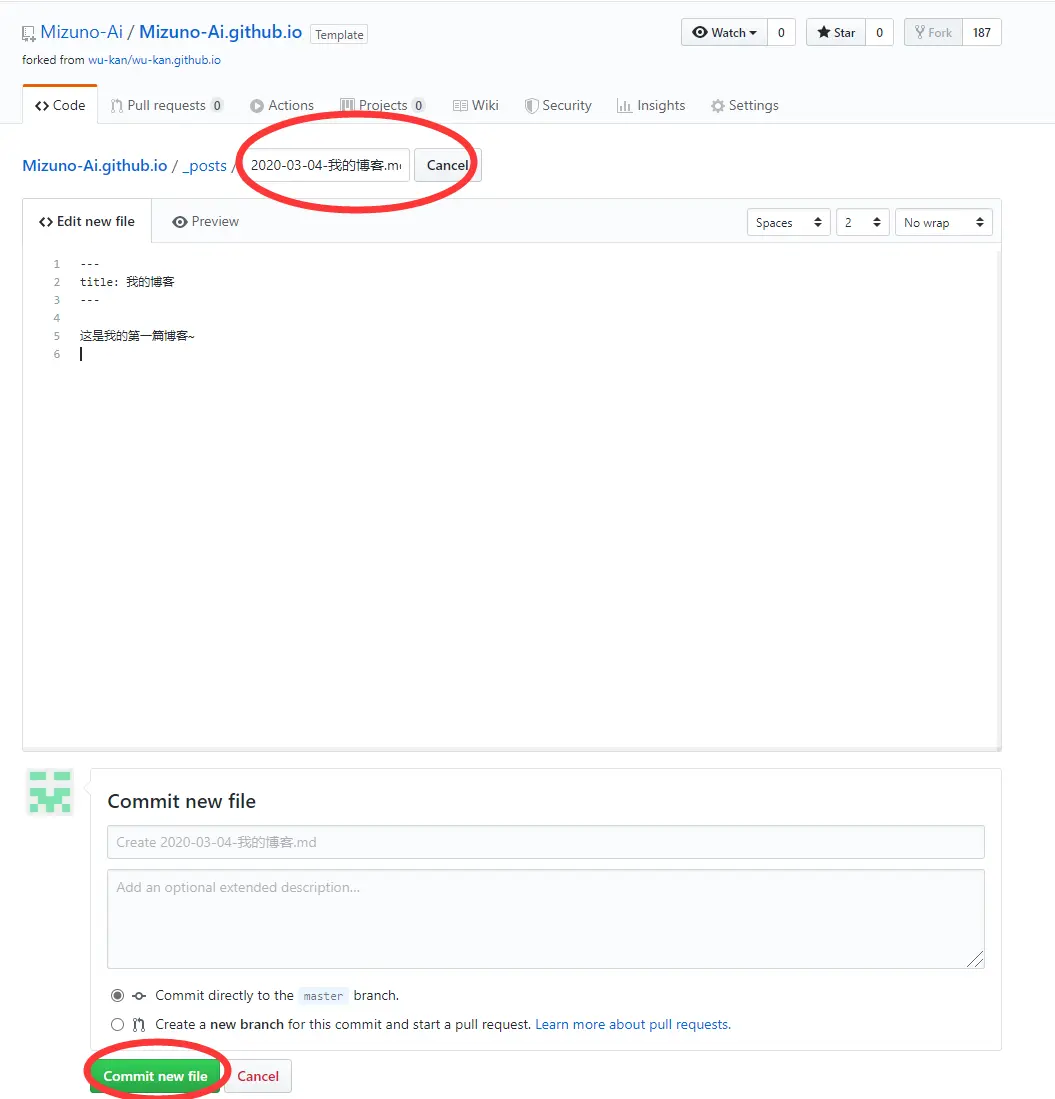 Mizuno-Ai / Mizuno-Ai.github.io Template
Watch 0 Star 0 Fork 187
forked from wu-kan/wu-kan.github.io
Code Pull requests 0 Actions Projects 0 Wiki Security Insights Settings
Mizuno-Ai.github.io / _posts / 2020-03-04-我的博客.md Cancel
Edit new file Preview Spaces 2 No wrap
1 ---
2 title: 我的博客
3 ---
4
5 这是我的第一篇博客~
6
Commit new file
Create 2020-03-04-我的博客.md
Add an optional extended description...
Commit directly to the master branch.
Create a new branch for this commit and start a pull request. Learn more about pull requests.
Commit new file Cancel